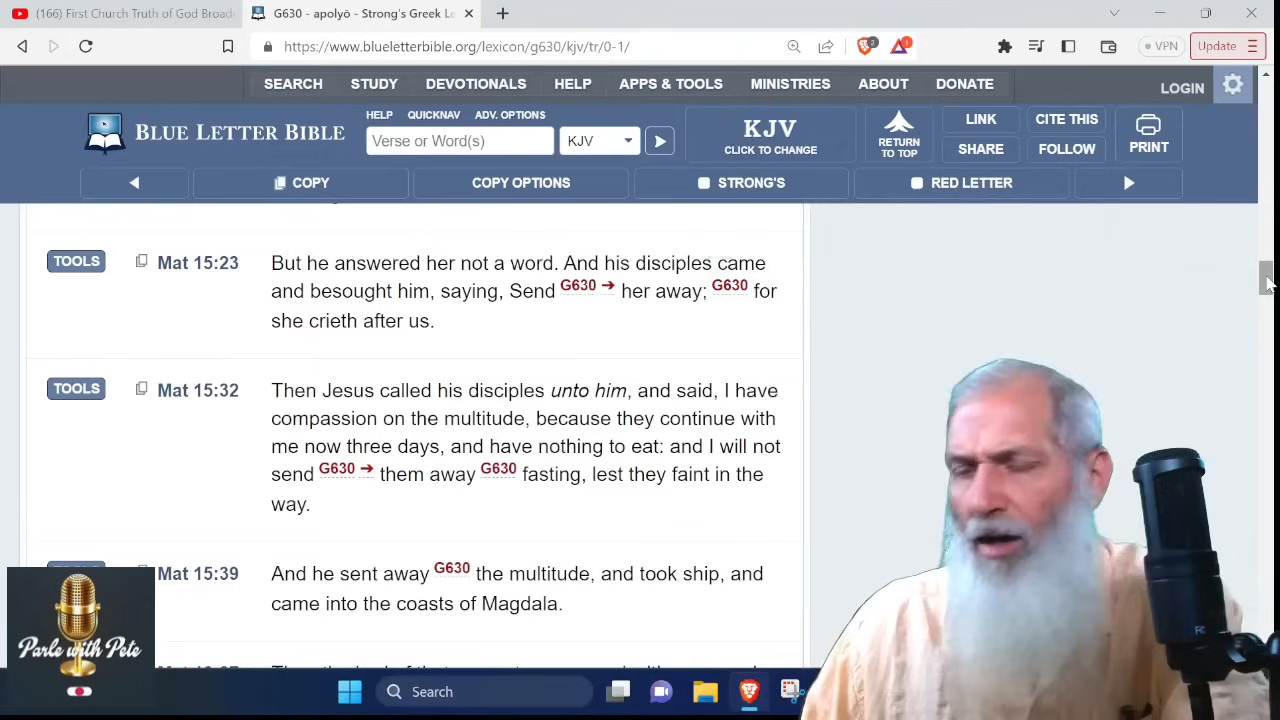 (166) First Church Truth of God Broad
G630 - apolyō - Strong's Greek Le
https://www.blueletterbible.org/lexicon/g630/kjv/tr/0-1/
2
1
VPN
Update
SEARCH STUDY DEVOTIONALS HELP APPS & TOOLS MINISTRIES ABOUT DONATE
LOGIN
BLUE LETTER BIBLE
HELP QUICKNAV ADV. OPTIONS
Verse or Word(s)
KJV
KJV
CLICK TO CHANGE
RETURN
TO TOP
LINK
CITE THIS
SHARE
FOLLOW
PRINT
COPY
COPY OPTIONS
STRONG'S
RED LETTER
TOOLS
Mat 15:23
But he answered her not a word. And his disciples came
and besought him, saying, Send G630 → her away; G630 for
she crieth after us.
TOOLS
Mat 15:32
Then Jesus called his disciples unto him, and said, I have
compassion on the multitude, because they continue with
me now three days, and have nothing to eat: and I will not
send G630 → them away G630 fasting, lest they faint in the
way.
Mat 15:39
And he sent away G630 the multitude, and took ship, and
came into the coasts of Magdala.
Parle with Pete
Search